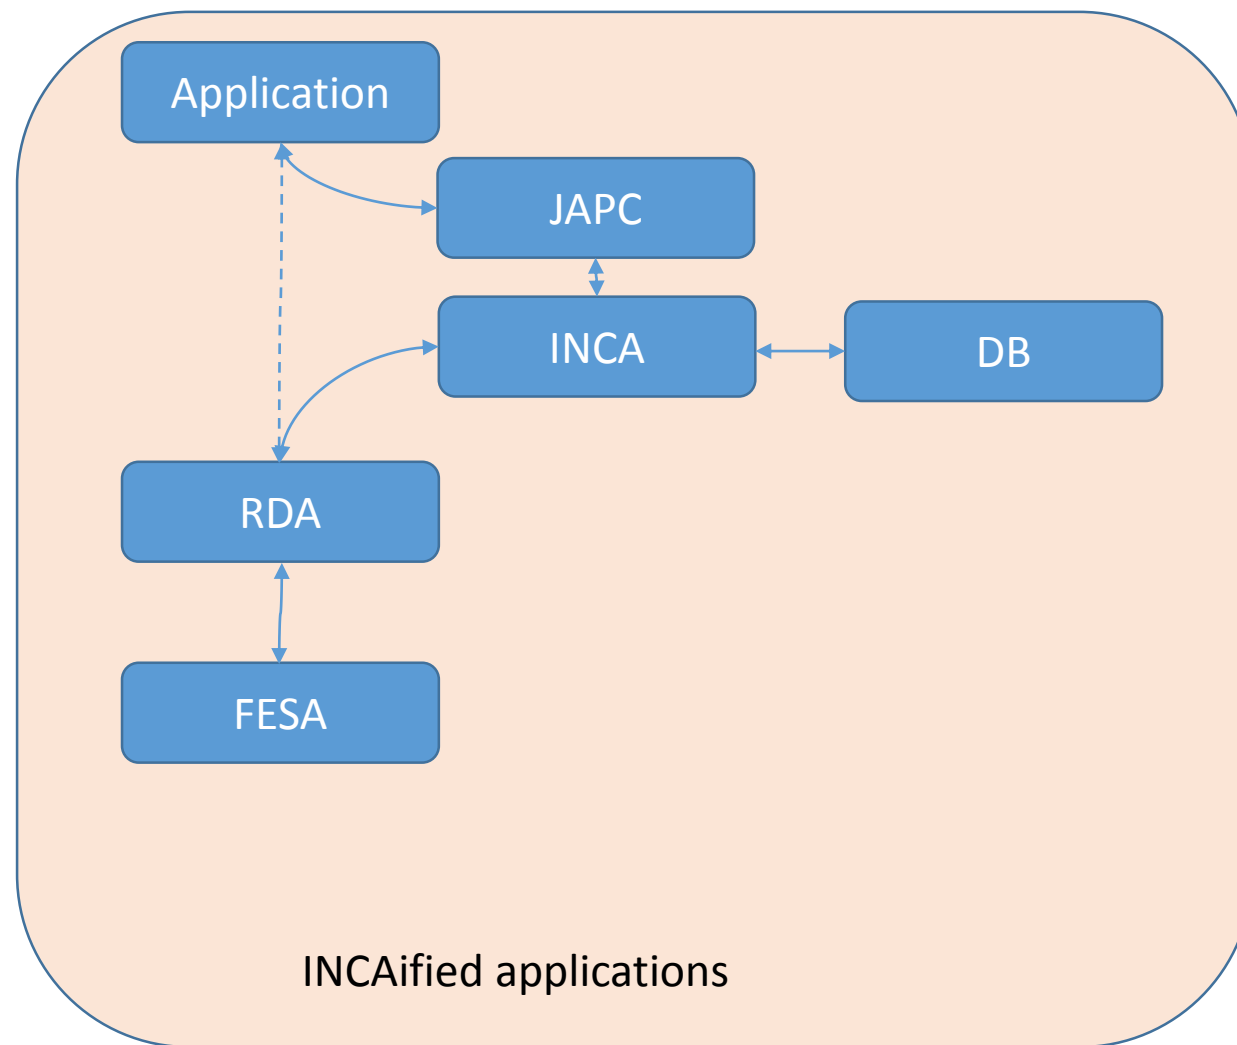 Application
JAPC
INCA
DB
RDA
FESA
INCAified applications